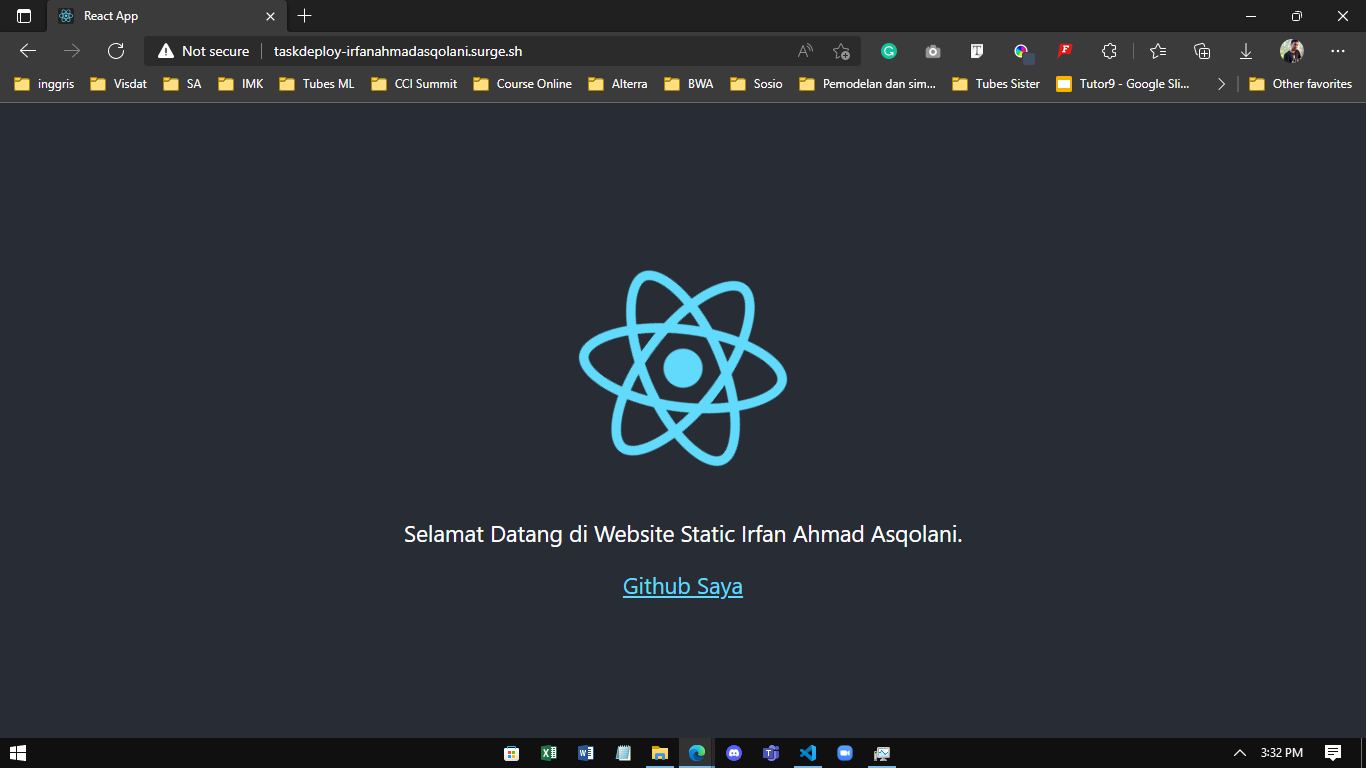 React App
Not secure
taskdeploy-irfanahmadasqolani.surge.sh
inggris
Visdat
SA
IMK
Tubes ML
CCI Summit
Course Online
Alterra
BWA
Sosio
Pemodelan dan sim...
Tubes Sister
Tutor9 - Google Sli...
Other favorites
Selamat Datang di Website Static Irfan Ahmad Asqolani.
Github Saya
3:32 PM